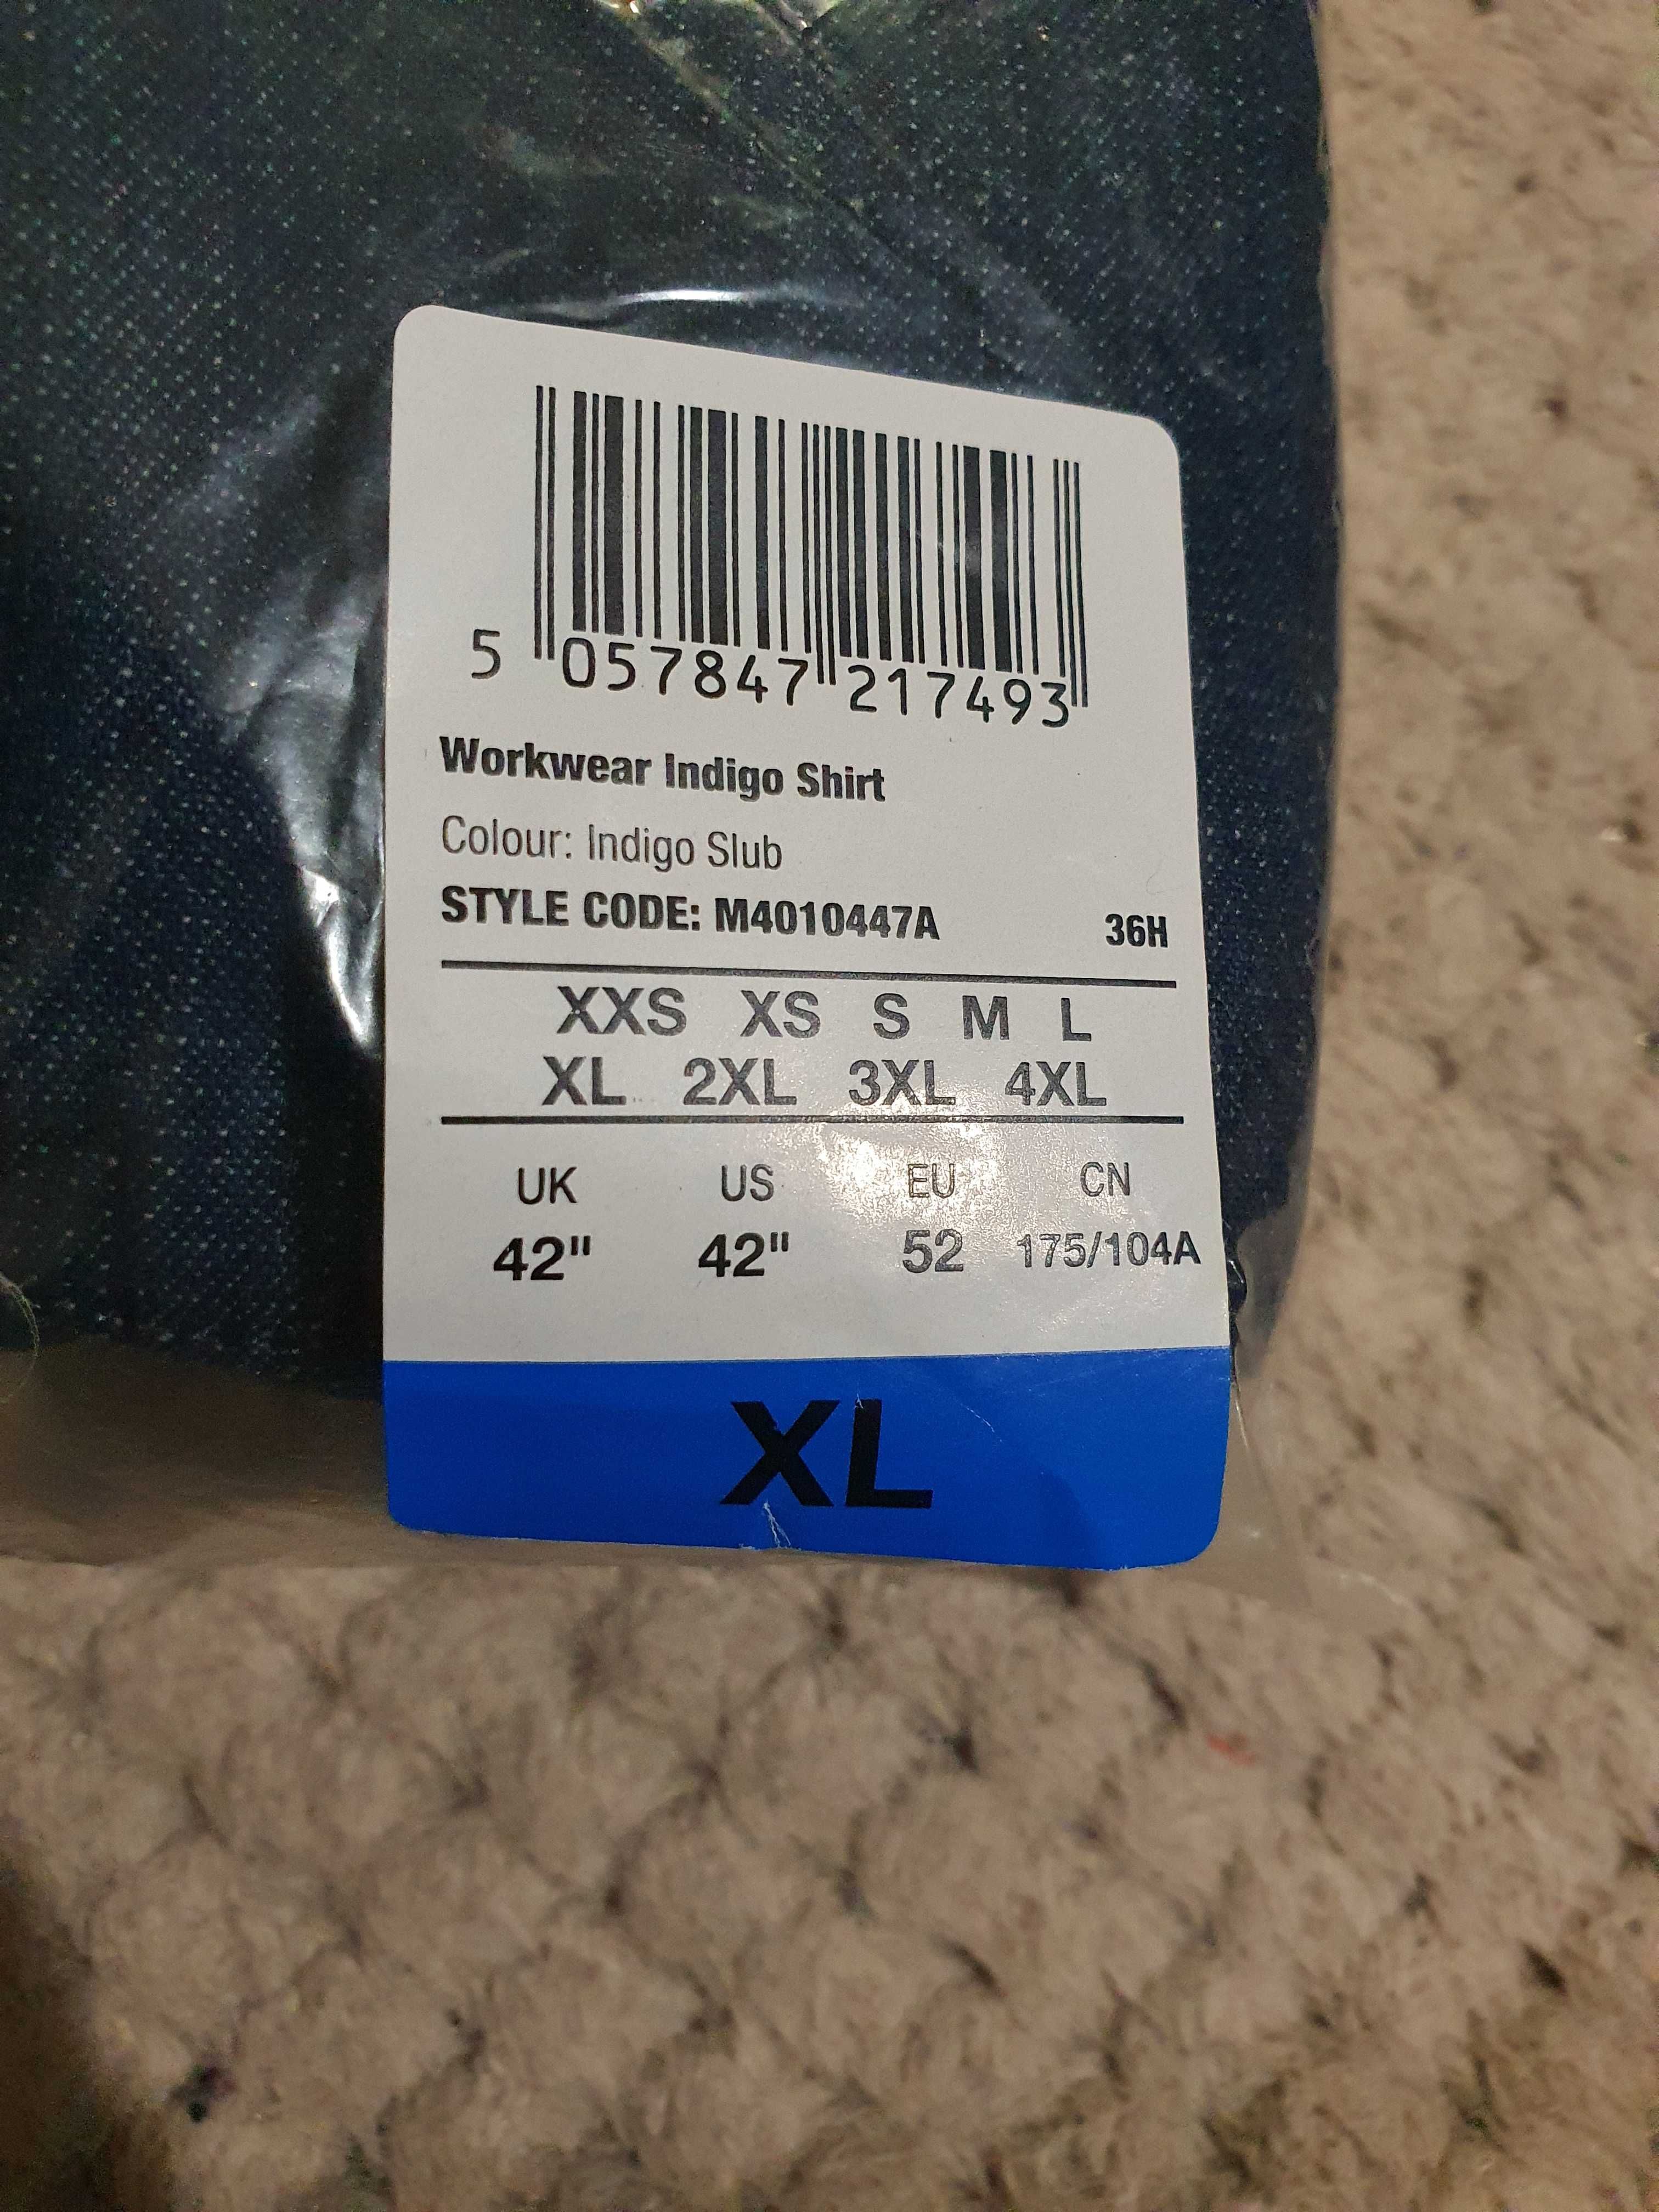 5 057847 217493
Workwear Indigo Shirt
Colour: Indigo Slub
STYLE CODE: M4010447A 36H
XXS XS S M L
XL 2XL 3XL 4XL
UK US EU CN
42" 42" 52 175/104A
XL